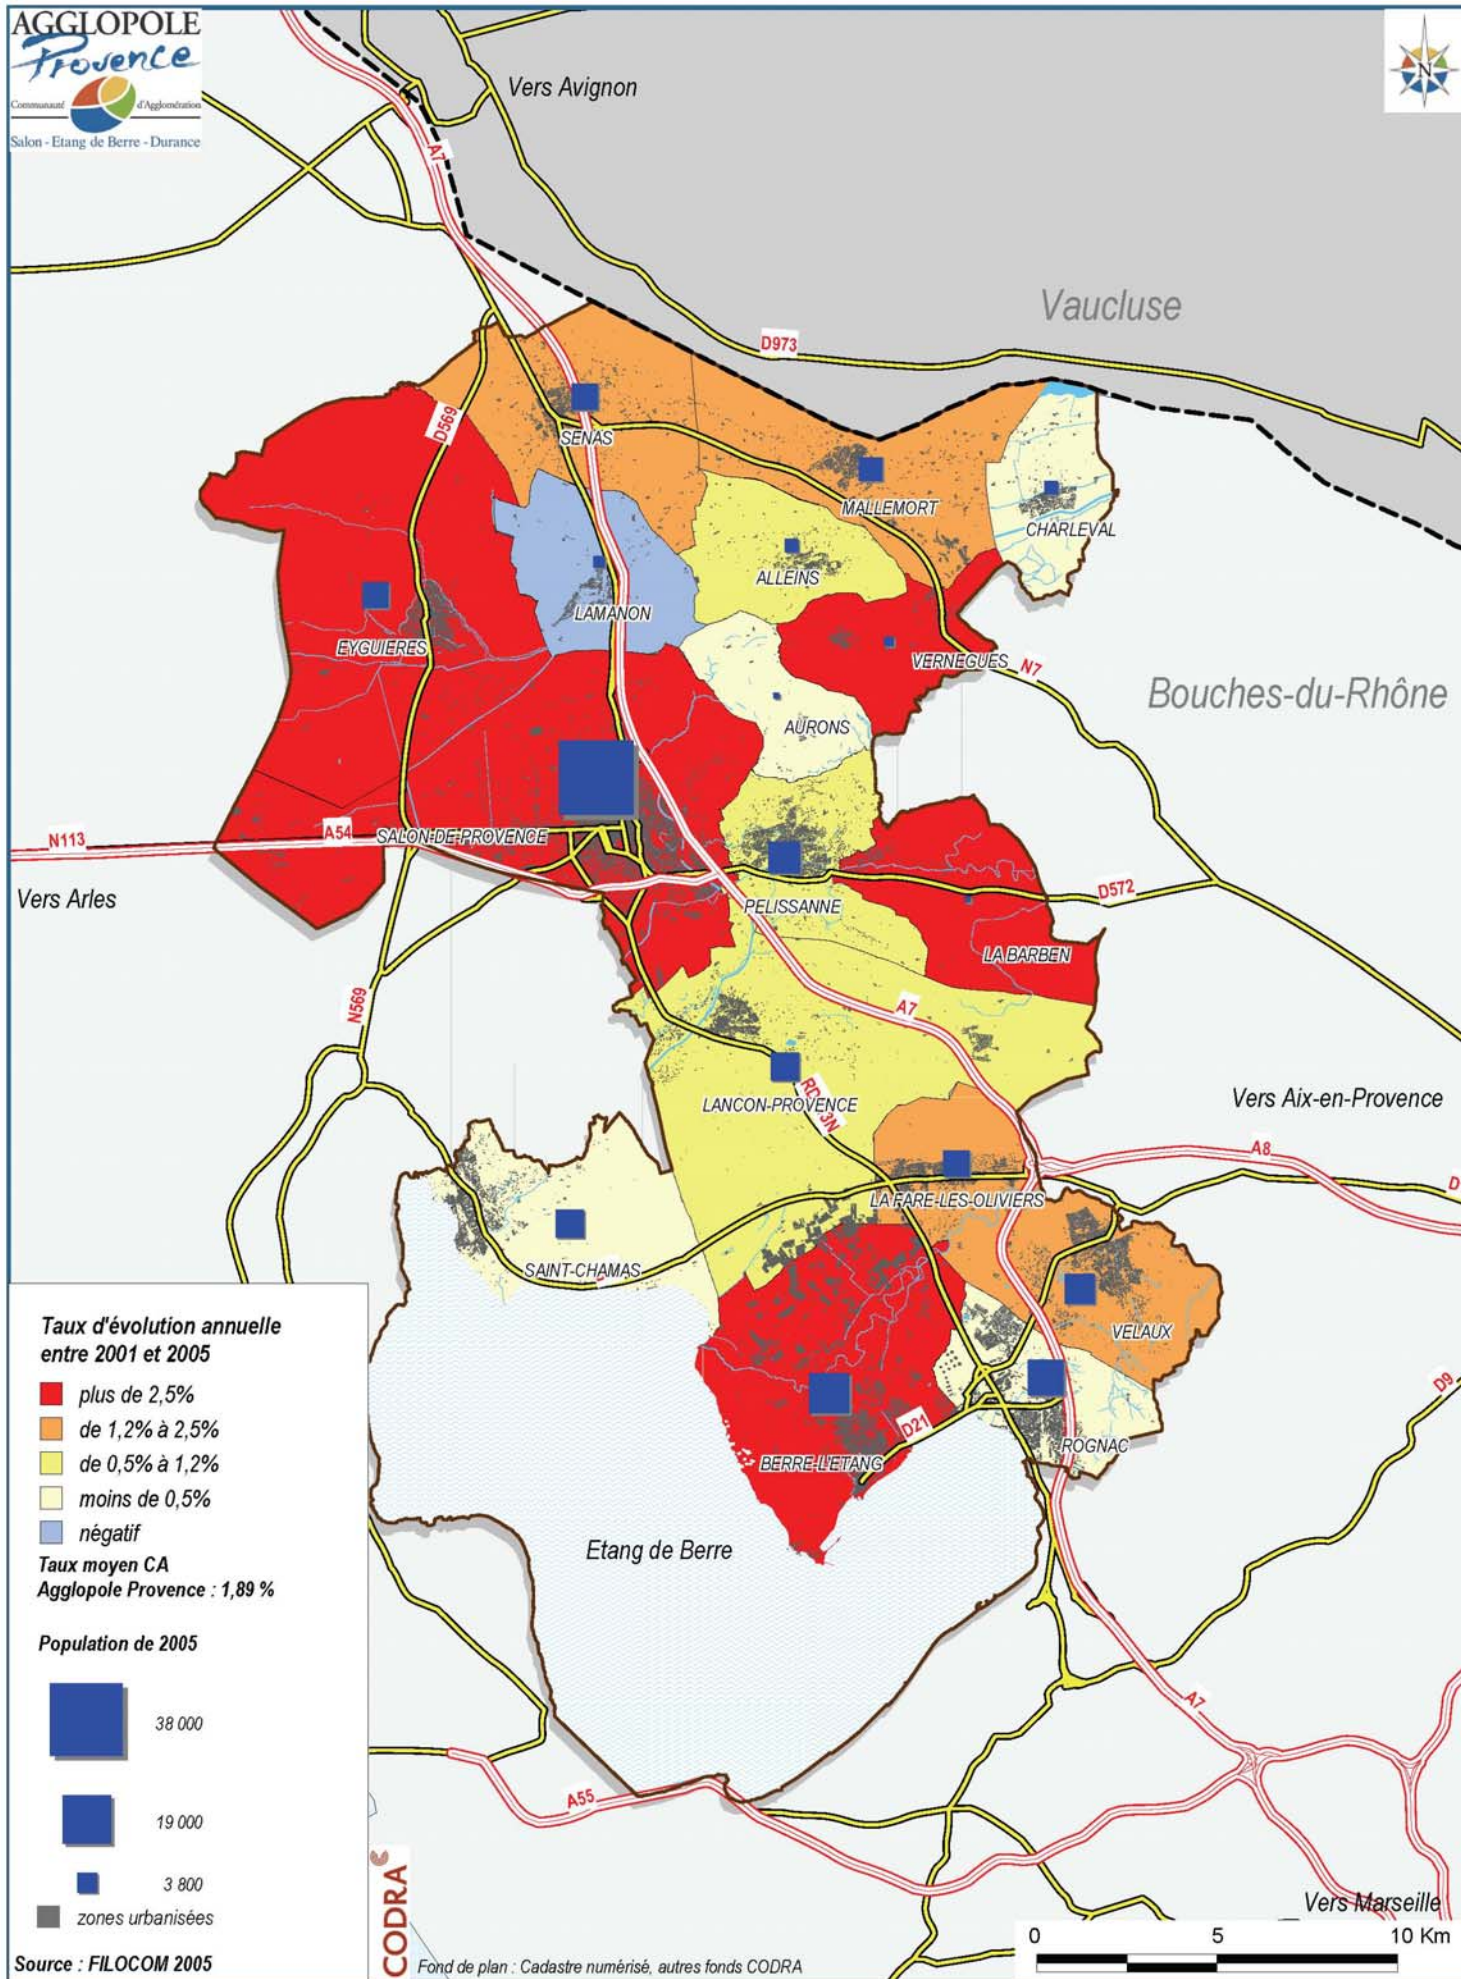 AGGLOPOLE
Provence
Communauté d'Agglomération
Salon - Etang de Berre - Durance
N
Vers Avignon
A7
Vaucluse
D973
D569
SENAS
MALLEMORT
CHARLEVAL
ALLEINS
LAMANON
EYGUIERES
VERNEGUES
N7
Bouches-du-Rhône
AURONS
N113
A54
SALON-DE-PROVENCE
Vers Arles
D572
PELISSANNE
LA BARBEN
N569
A7
LANCON-PROVENCE
Vers Aix-en-Provence
A8
D
LA FARE-LES-OLIVIERS
SAINT-CHAMAS
VELAUX
D9
D21
ROGNAC
BERRE-L'ETANG
Etang de Berre
A7
A55
Taux d'évolution annuelle
entre 2001 et 2005
plus de 2,5%
de 1,2% à 2,5%
de 0,5% à 1,2%
moins de 0,5%
négatif
Taux moyen CA
Agglopole Provence : 1,89 %
Population de 2005
38 000
19 000
3 800
zones urbanisées
Source : FILOCOM 2005
CODRA
Fond de plan : Cadastre numérisé, autres fonds CODRA
Vers Marseille
0 5 10 Km